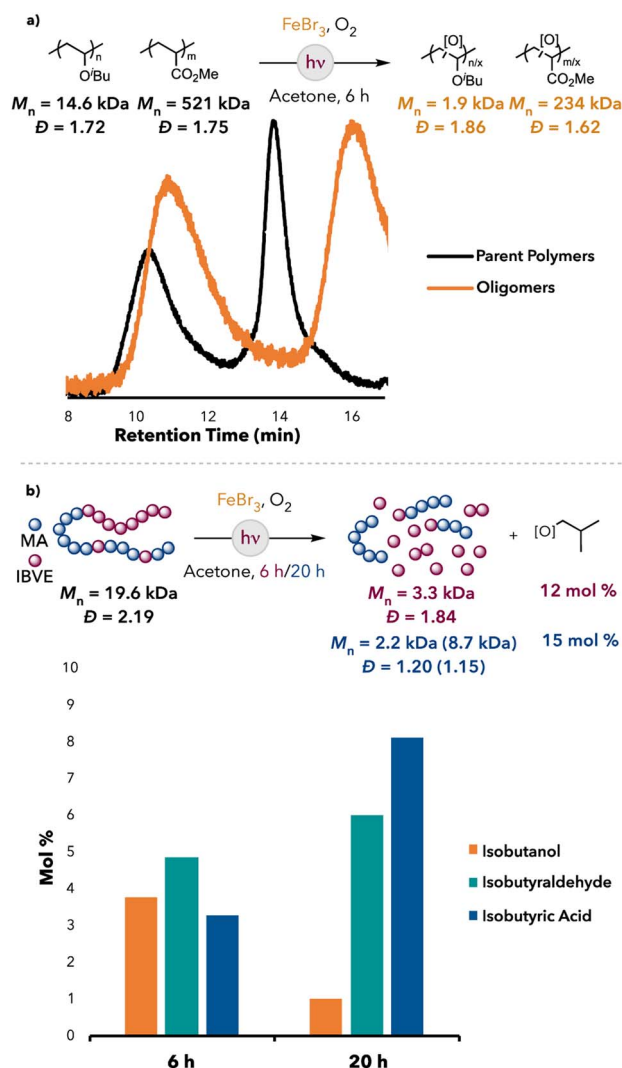 a)
FeBr3, O2
hν
Acetone, 6 h
n
OiBu
m
CO2Me
[O]
n/x
OiBu
[O]
m/x
CO2Me
Mn = 14.6 kDa
Đ = 1.72
Mn = 521 kDa
Đ = 1.75
Mn = 1.9 kDa
Đ = 1.86
Mn = 234 kDa
Đ = 1.62
Parent Polymers
Oligomers
8 10 12 14 16
Retention Time (min)
b)
MA
IBVE
FeBr3, O2
hν
Acetone, 6 h/20 h
+
[O]
Mn = 19.6 kDa
Đ = 2.19
Mn = 3.3 kDa
Đ = 1.84
12 mol %
Mn = 2.2 kDa (8.7 kDa)
Đ = 1.20 (1.15)
15 mol %
10
9
8
7
6
5
4
3
2
1
0
Mol %
Isobutanol
Isobutyraldehyde
Isobutyric Acid
6 h 20 h